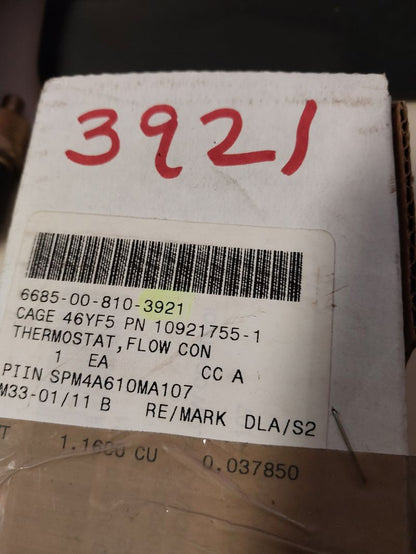 3921
6685-00-810-3921
CAGE 46YF5 PN 10921755-1
THERMOSTAT,FLOW CON
1 EA CC A
PIIN SPM4A610MA107
M33-01/11 B RE/MARK DLA/S2
CU 0.037850